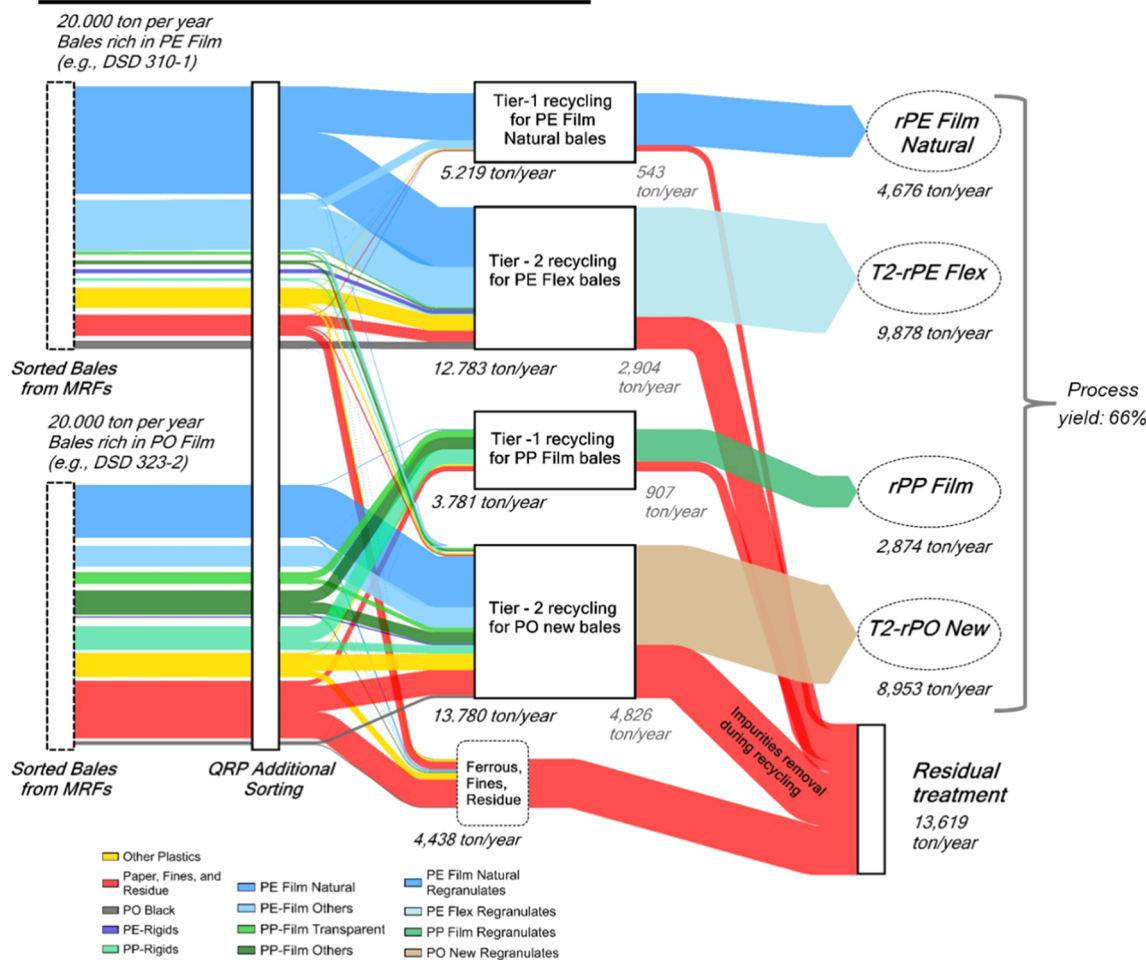 20.000 ton per year
Bales rich in PE Film
(e.g., DSD 310-1)
Sorted Bales
from MRFs
20.000 ton per year
Bales rich in PO Film
(e.g., DSD 323-2)
Sorted Bales
from MRFs
QRP Additional
Sorting
Tier-1 recycling
for PE Film
Natural bales
5.219 ton/year
543
ton/year
Tier - 2 recycling
for PE Flex bales
12.783 ton/year
2,904
ton/year
Tier -1 recycling
for PP Film bales
3.781 ton/year
907
ton/year
Tier - 2 recycling
for PO new bales
13.780 ton/year
4,826
ton/year
Ferrous,
Fines,
Residue
4,438 ton/year
Impurities removal
during recycling
rPE Film
Natural
4,676 ton/year
T2-rPE Flex
9,878 ton/year
rPP Film
2,874 ton/year
T2-rPO New
8,953 ton/year
Process
yield: 66%
Residual
treatment
13,619
ton/year
Other Plastics
Paper, Fines, and
Residue
PO Black
PE-Rigids
PP-Rigids
PE Film Natural
PE-Film Others
PP-Film Transparent
PP-Film Others
PE Film Natural
Regranulates
PE Flex Regranulates
PP Film Regranulates
PO New Regranulates